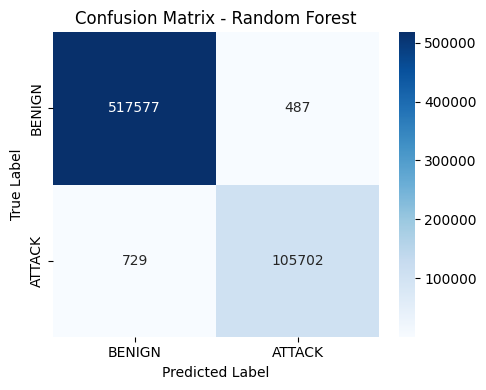 Confusion Matrix - Random Forest
True Label
BENIGN
517577
487
ATTACK
729
105702
BENIGN
ATTACK
Predicted Label
500000
400000
300000
200000
100000